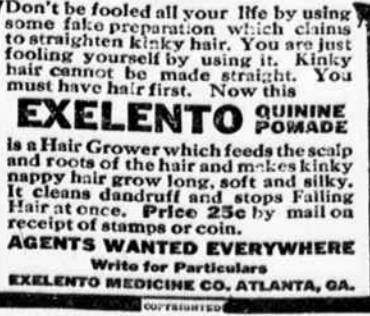 Don't be fooled all your life by using
some fake preparation which claims
to straighten kinky hair. You are just
fooling yourself by using it. Kinky
hair cannot be made straight. You
must have hair first. Now this
EXELENTO QUININE POMADE
is a Hair Grower which feeds the scalp
and roots of the hair and makes kinky
nappy hair grow long, soft and silky.
It cleans dandruff and stops Falling
Hair at once. Price 25c by mail on
receipt of stamps or coin.
AGENTS WANTED EVERYWHERE
Write for Particulars
EXELENTO MEDICINE CO. ATLANTA, GA.
COPYRIGHTED